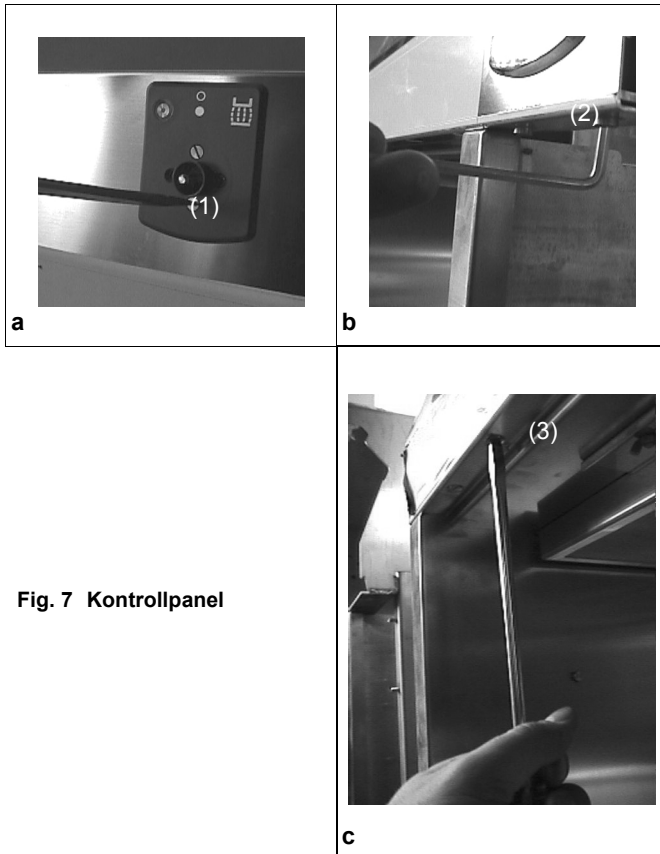 (1)
a
(2)
b
Fig. 7 Kontrollpanel
(3)
c